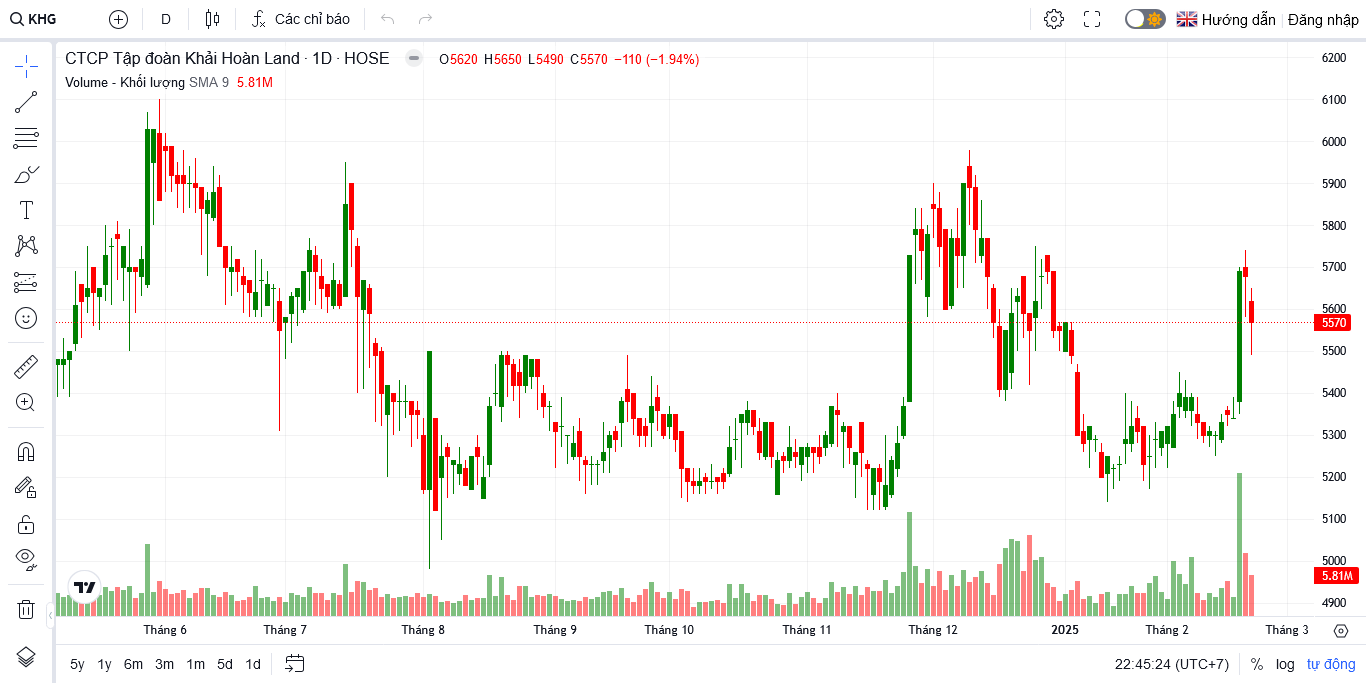 KHG D Các chỉ báo Hướng dẫn Đăng nhập
CTCP Tập đoàn Khải Hoàn Land · 1D · HOSE O5620 H5650 L5490 C5570 −110 (−1.94%)
Volume - Khối lượng SMA 9 5.81M
6200
6100
6000
5900
5800
5700
5600
5570
5500
5400
5300
5200
5100
5000
5.81M
4900
Tháng 6 Tháng 7 Tháng 8 Tháng 9 Tháng 10 Tháng 11 Tháng 12 2025 Tháng 2 Tháng 3
5y 1y 6m 3m 1m 5d 1d 22:45:24 (UTC+7) % log tự động